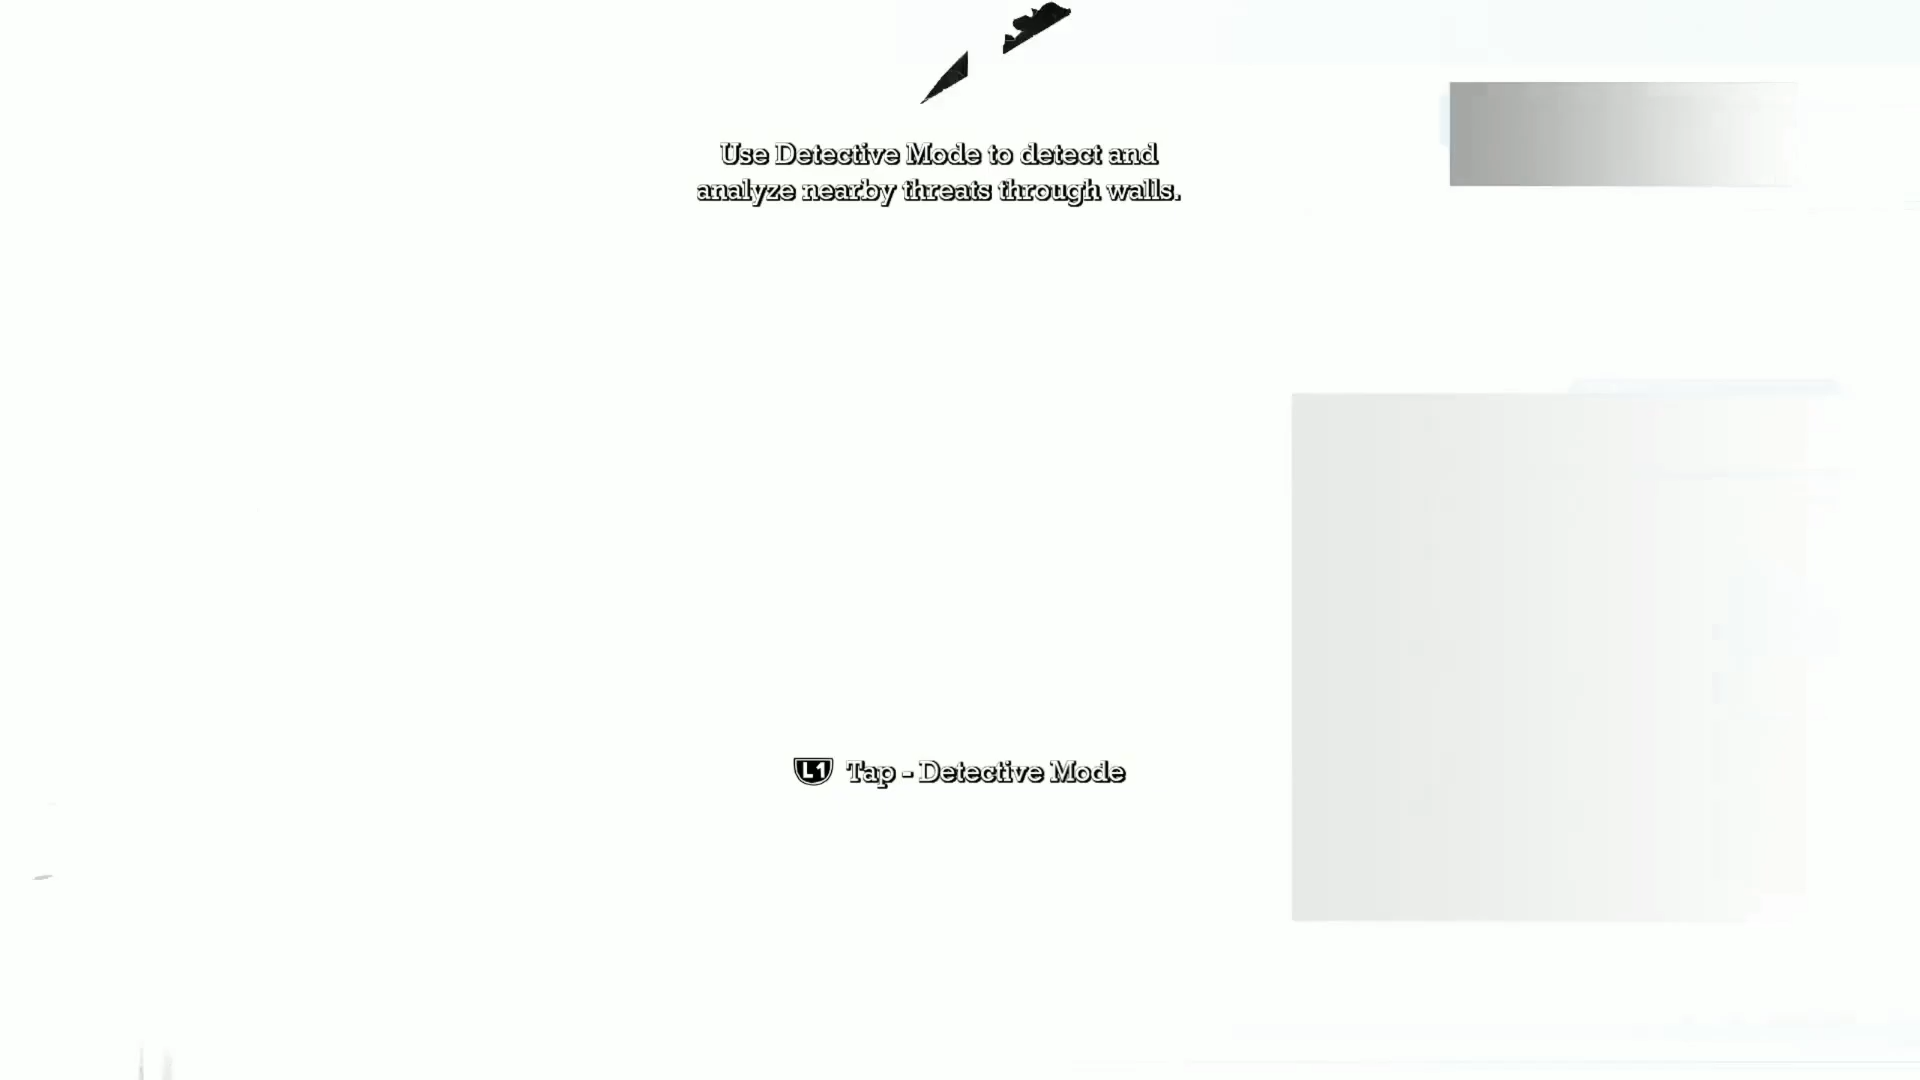 Use Detective Mode to detect and
analyze nearby threats through walls.
L1 Tap - Detective Mode